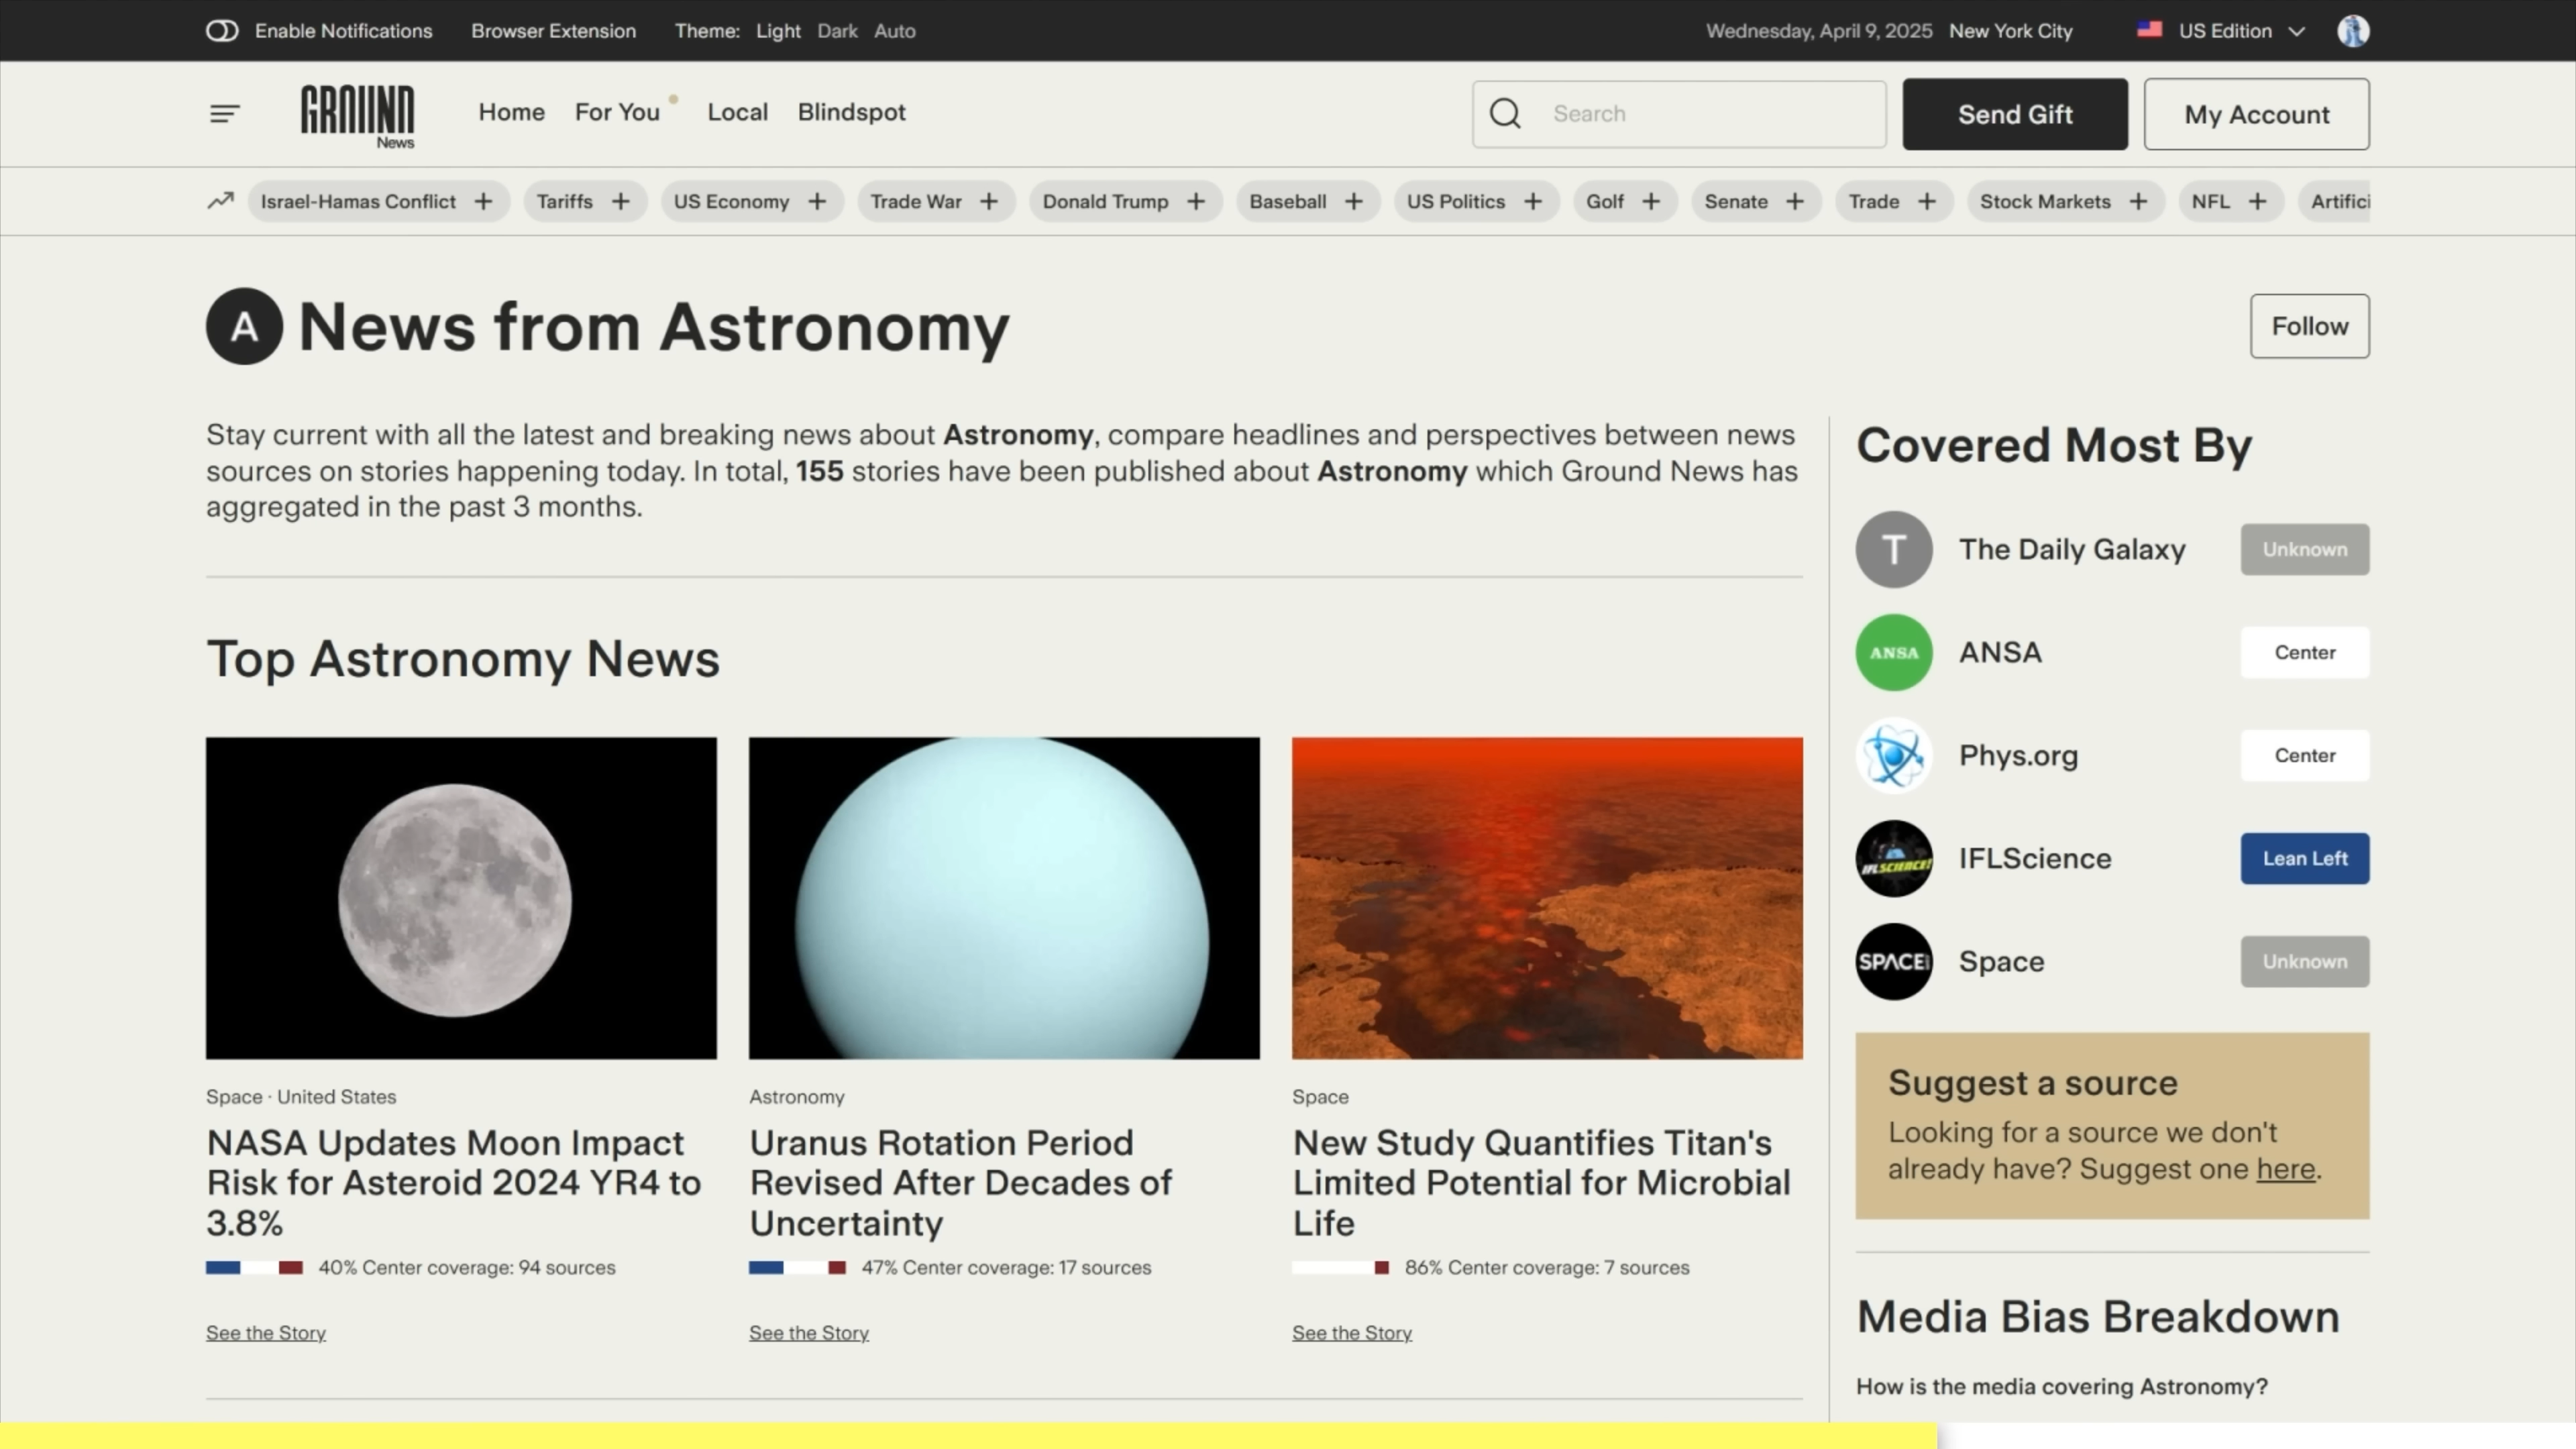 Enable Notifications Browser Extension Theme: Light Dark Auto Wednesday, April 9, 2025 New York City US Edition
GROUND News
Home For You Local Blindspot Search Send Gift My Account
Israel-Hamas Conflict + Tariffs + US Economy + Trade War + Donald Trump + Baseball + US Politics + Golf + Senate + Trade + Stock Markets + NFL + Artifici
A News from Astronomy
Follow
Stay current with all the latest and breaking news about Astronomy, compare headlines and perspectives between news
sources on stories happening today. In total, 155 stories have been published about Astronomy which Ground News has
aggregated in the past 3 months.
Top Astronomy News
Space · United States
NASA Updates Moon Impact
Risk for Asteroid 2024 YR4 to
3.8%
40% Center coverage: 94 sources
See the Story
Astronomy
Uranus Rotation Period
Revised After Decades of
Uncertainty
47% Center coverage: 17 sources
See the Story
Space
New Study Quantifies Titan's
Limited Potential for Microbial
Life
86% Center coverage: 7 sources
See the Story
Covered Most By
T The Daily Galaxy Unknown
ANSA ANSA Center
Phys.org Center
IFLSCIENCE! IFLScience Lean Left
SPACE Space Unknown
Suggest a source
Looking for a source we don't
already have? Suggest one here.
Media Bias Breakdown
How is the media covering Astronomy?